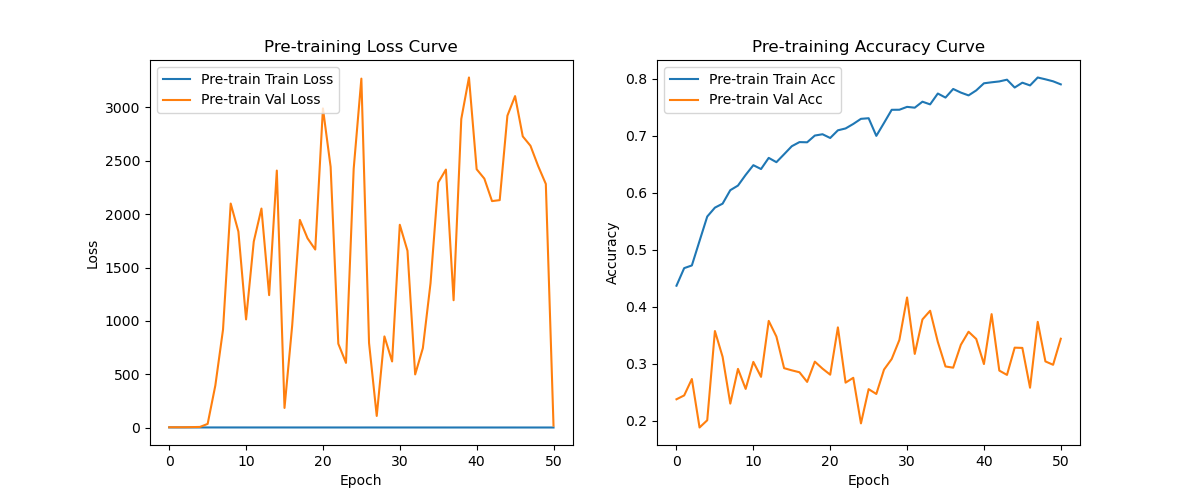 Pre-training Loss Curve
Pre-train Train Loss
Pre-train Val Loss
3000
2500
2000
1500
1000
500
0
Loss
0 10 20 30 40 50
Epoch
Pre-training Accuracy Curve
Pre-train Train Acc
Pre-train Val Acc
0.8
0.7
0.6
0.5
0.4
0.3
0.2
Accuracy
0 10 20 30 40 50
Epoch